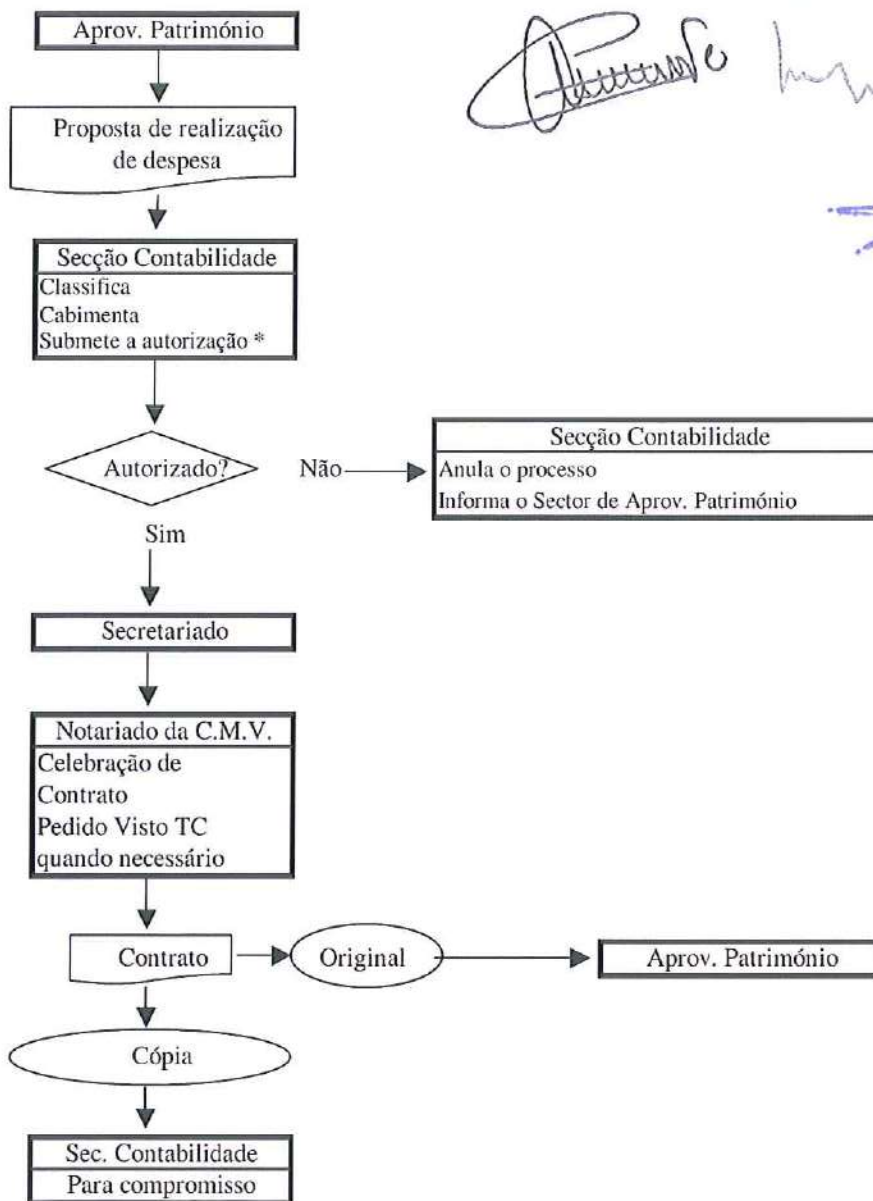 Aprov. Património
Proposta de realização
de despesa
Secção Contabilidade
Classifica
Cabimenta
Submete a autorização *
Autorizado?
Não
Secção Contabilidade
Anula o processo
Informa o Sector de Aprov. Património
Sim
Secretariado
Notariado da C.M.V.
Celebração de
Contrato
Pedido Visto TC
quando necessário
Contrato
Original
Aprov. Património
Cópia
Sec. Contabilidade
Para compromisso